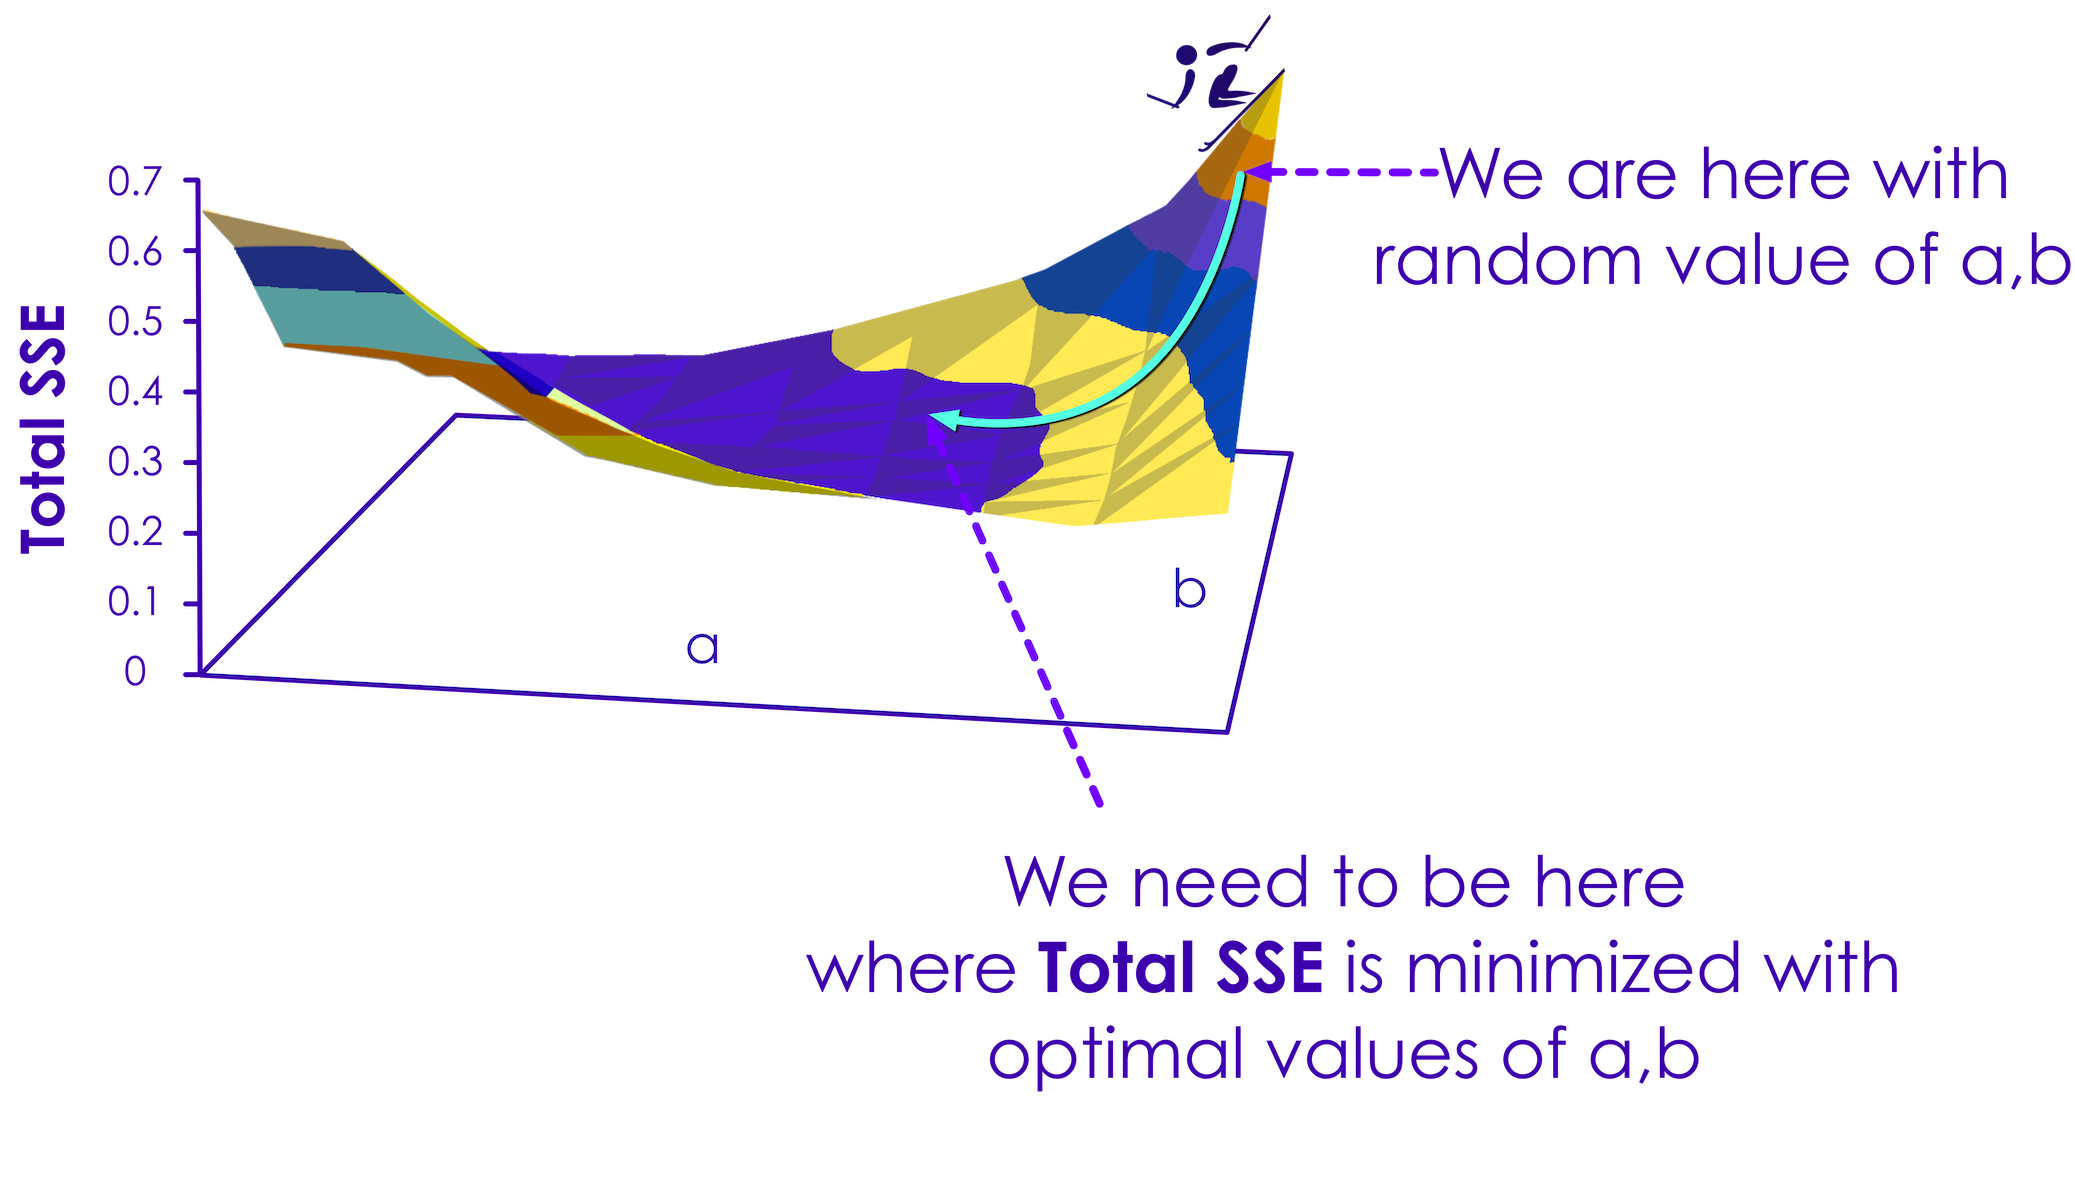 We are here with
random value of a,b
Total SSE
0.7
0.6
0.5
0.4
0.3
0.2
0.1
0
a
b
We need to be here
where Total SSE is minimized with
optimal values of a,b